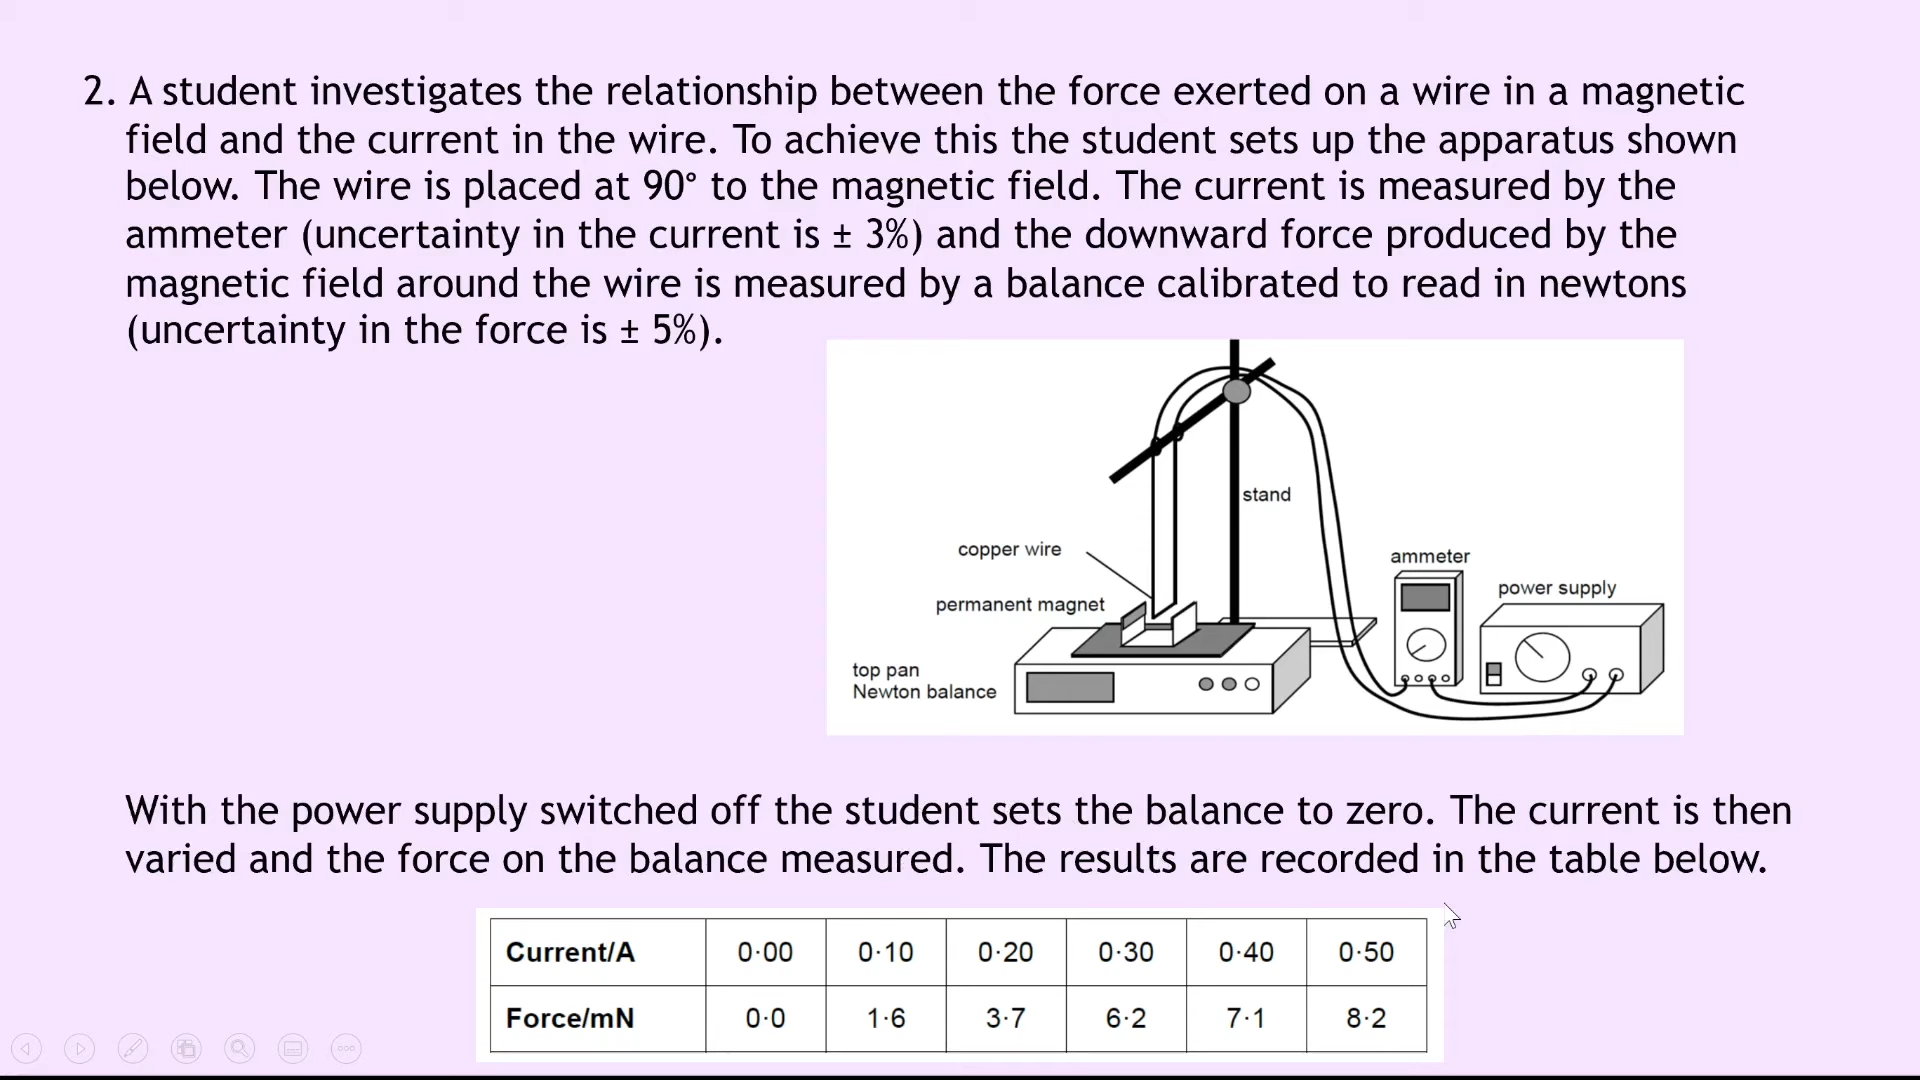 2. A student investigates the relationship between the force exerted on a wire in a magnetic
field and the current in the wire. To achieve this the student sets up the apparatus shown
below. The wire is placed at 90° to the magnetic field. The current is measured by the
ammeter (uncertainty in the current is ± 3%) and the downward force produced by the
magnetic field around the wire is measured by a balance calibrated to read in newtons
(uncertainty in the force is ± 5%).
stand
copper wire
ammeter
power supply
permanent magnet
top pan
Newton balance
With the power supply switched off the student sets the balance to zero. The current is then
varied and the force on the balance measured. The results are recorded in the table below.
Current/A 0·00 0·10 0·20 0·30 0·40 0·50
Force/mN 0·0 1·6 3·7 6·2 7·1 8·2